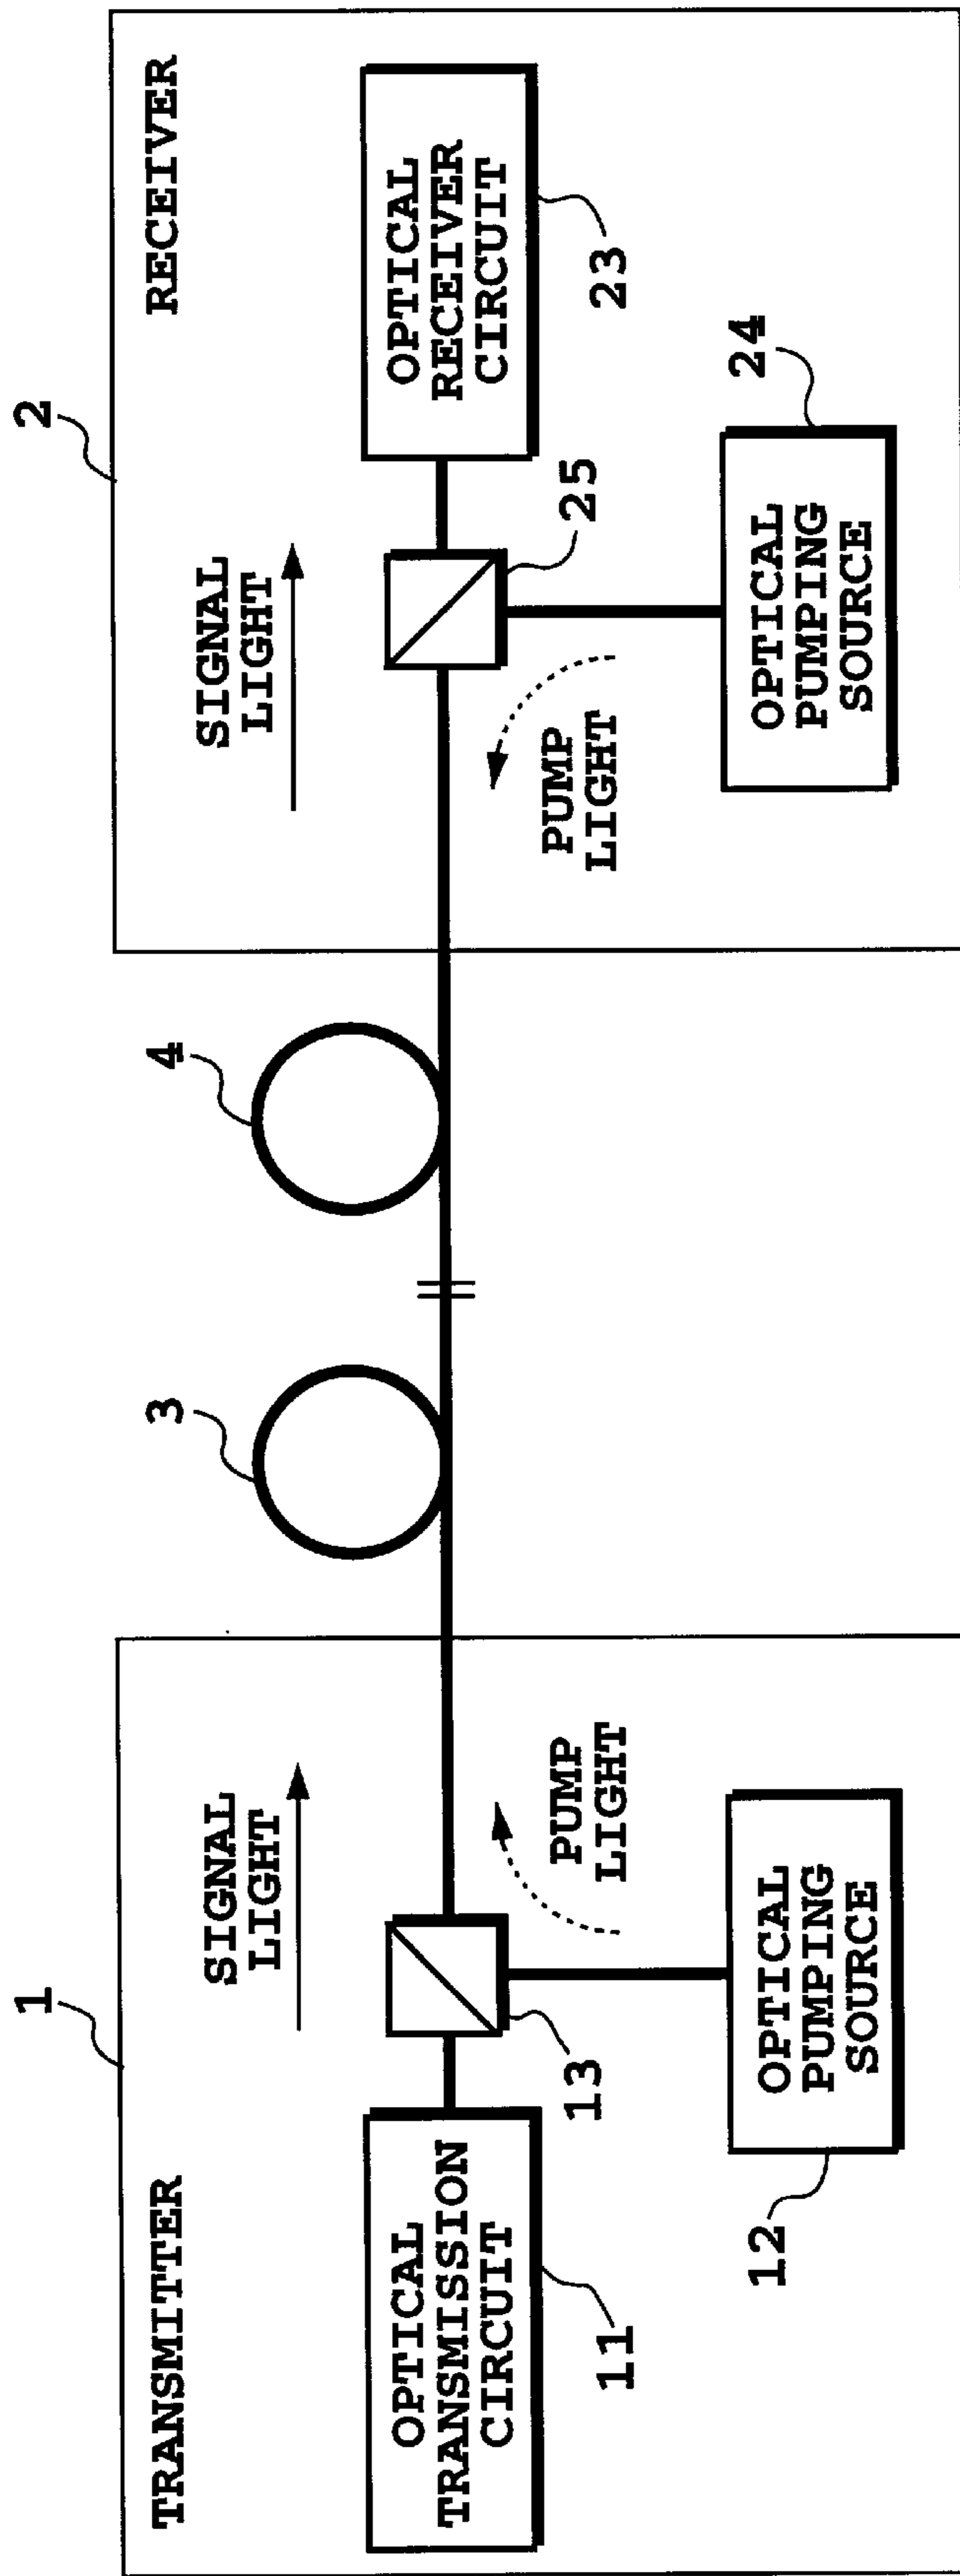 1
TRANSMITTER
SIGNAL
LIGHT
OPTICAL
TRANSMISSION
CIRCUIT
11
13
PUMP
LIGHT
OPTICAL
PUMPING
SOURCE
12
3
4
2
RECEIVER
SIGNAL
LIGHT
OPTICAL
RECEIVER
CIRCUIT
23
25
PUMP
LIGHT
24
OPTICAL
PUMPING
SOURCE